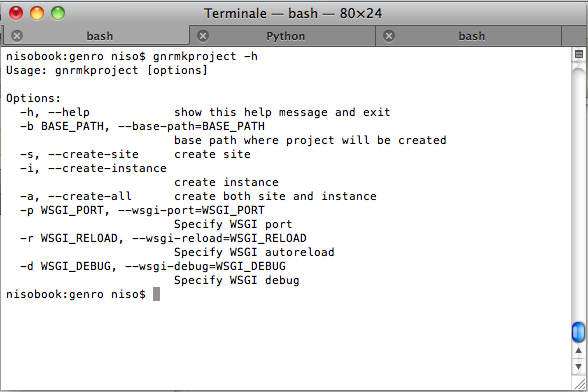 Terminale — bash — 80×24
bash Python bash
nisobook:genro niso$ gnrmkproject -h
Usage: gnrmkproject [options]
Options:
-h, --help show this help message and exit
-b BASE_PATH, --base-path=BASE_PATH
base path where project will be created
-s, --create-site create site
-i, --create-instance
create instance
-a, --create-all create both site and instance
-p WSGI_PORT, --wsgi-port=WSGI_PORT
Specify WSGI port
-r WSGI_RELOAD, --wsgi-reload=WSGI_RELOAD
Specify WSGI autoreload
-d WSGI_DEBUG, --wsgi-debug=WSGI_DEBUG
Specify WSGI debug
nisobook:genro niso$